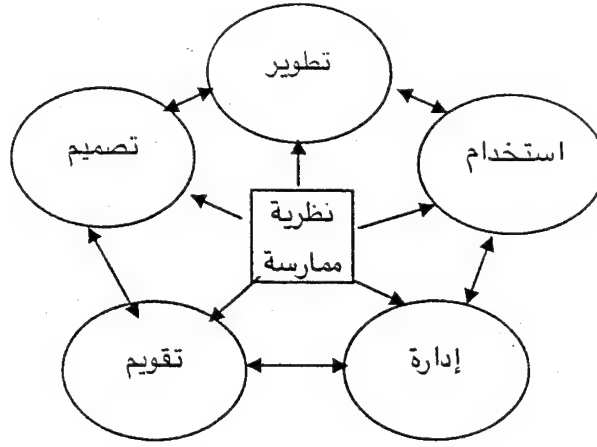 تطوير
استخدام
تصميم
نظرية
ممارسة
إدارة
تقويم